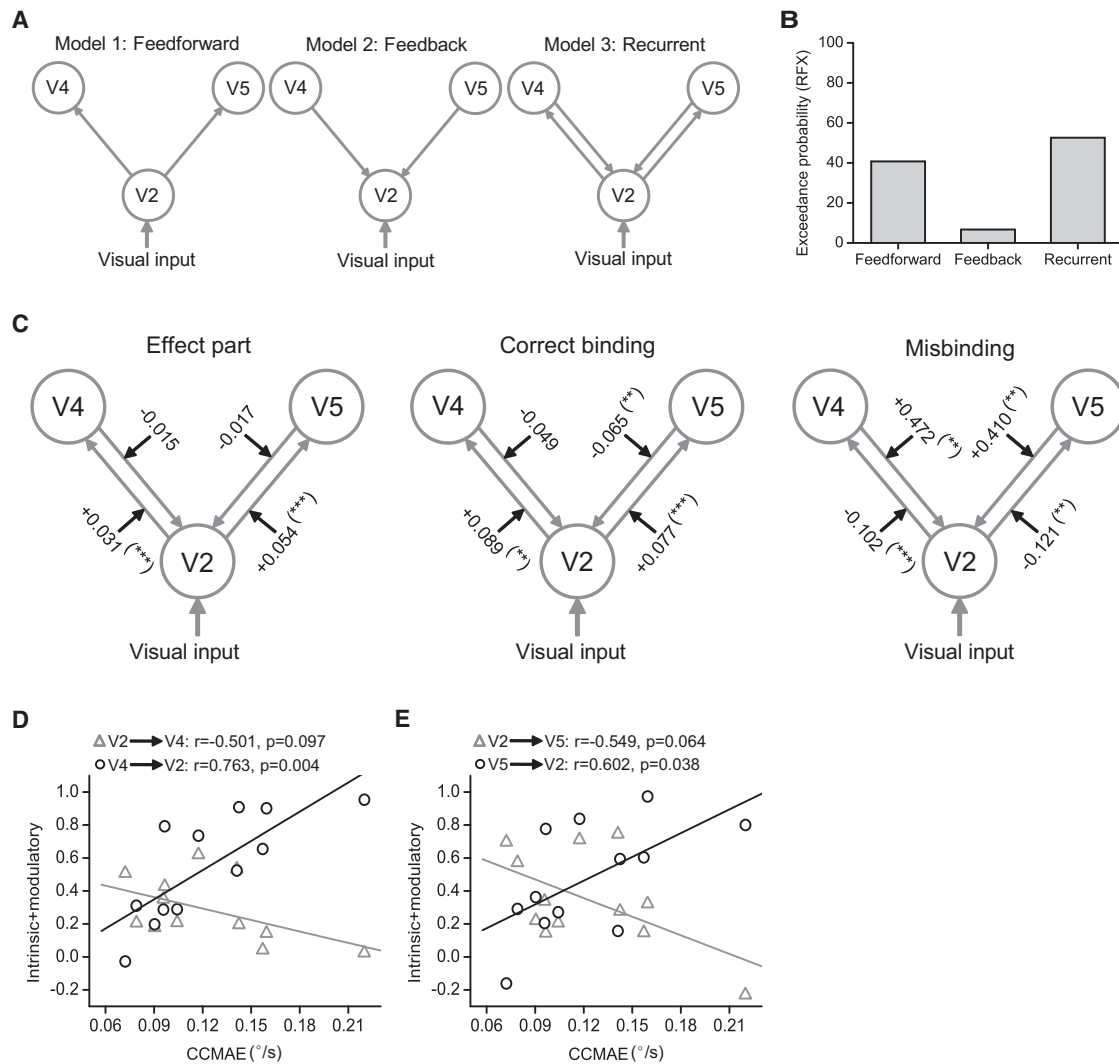 A
B
Model 1: Feedforward
Model 2: Feedback
Model 3: Recurrent
V4
V5
V4
V5
V4
V5
V2
V2
V2
Visual input
Visual input
Visual input
Exceedance probability (RFX)
100
80
60
40
20
0
Feedforward
Feedback
Recurrent
C
Effect part
Correct binding
Misbinding
V4
V5
V2
-0.015
-0.017
+0.031 (***)
+0.054 (***)
Visual input
V4
V5
V2
-0.049
-0.065 (**)
+0.089 (**)
+0.077 (***)
Visual input
V4
V5
V2
+0.472 (**)
+0.410 (**)
-0.102 (***)
-0.121 (**)
Visual input
D
V2 V4: r=-0.501, p=0.097
V4 V2: r=0.763, p=0.004
Intrinsic+modulatory
1.0
0.8
0.6
0.4
0.2
0.0
-0.2
0.06 0.09 0.12 0.15 0.18 0.21
CCMAE (°/s)
E
V2 V5: r=-0.549, p=0.064
V5 V2: r=0.602, p=0.038
Intrinsic+modulatory
1.0
0.8
0.6
0.4
0.2
0.0
-0.2
0.06 0.09 0.12 0.15 0.18 0.21
CCMAE (°/s)